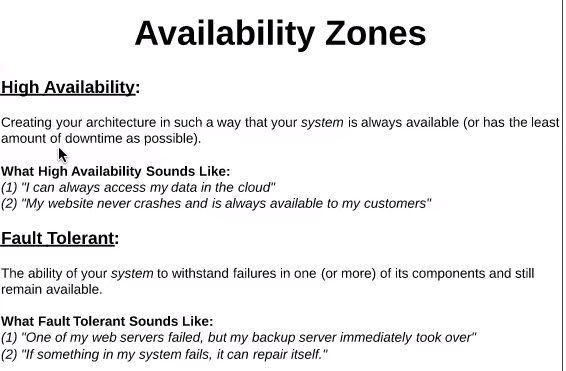 Availability Zones
High Availability:
Creating your architecture in such a way that your system is always available (or has the least
amount of downtime as possible).
What High Availability Sounds Like:
(1) "I can always access my data in the cloud"
(2) "My website never crashes and is always available to my customers"
Fault Tolerant:
The ability of your system to withstand failures in one (or more) of its components and still
remain available.
What Fault Tolerant Sounds Like:
(1) "One of my web servers failed, but my backup server immediately took over"
(2) "If something in my system fails, it can repair itself."